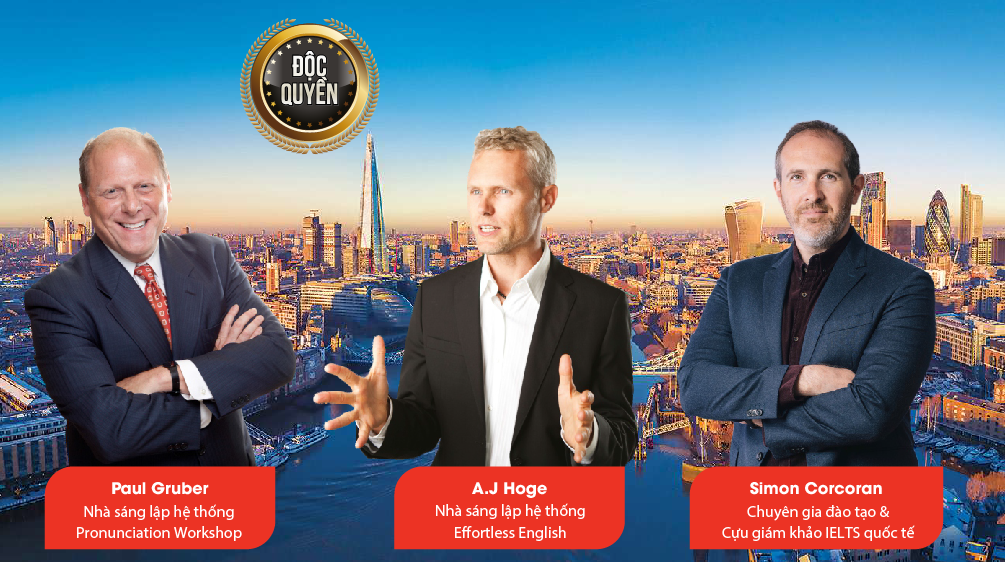 ĐỘC
QUYỀN
Paul Gruber
Nhà sáng lập hệ thống
Pronunciation Workshop
A.J Hoge
Nhà sáng lập hệ thống
Effortless English
Simon Corcoran
Chuyên gia đào tạo &
Cựu giám khảo IELTS quốc tế